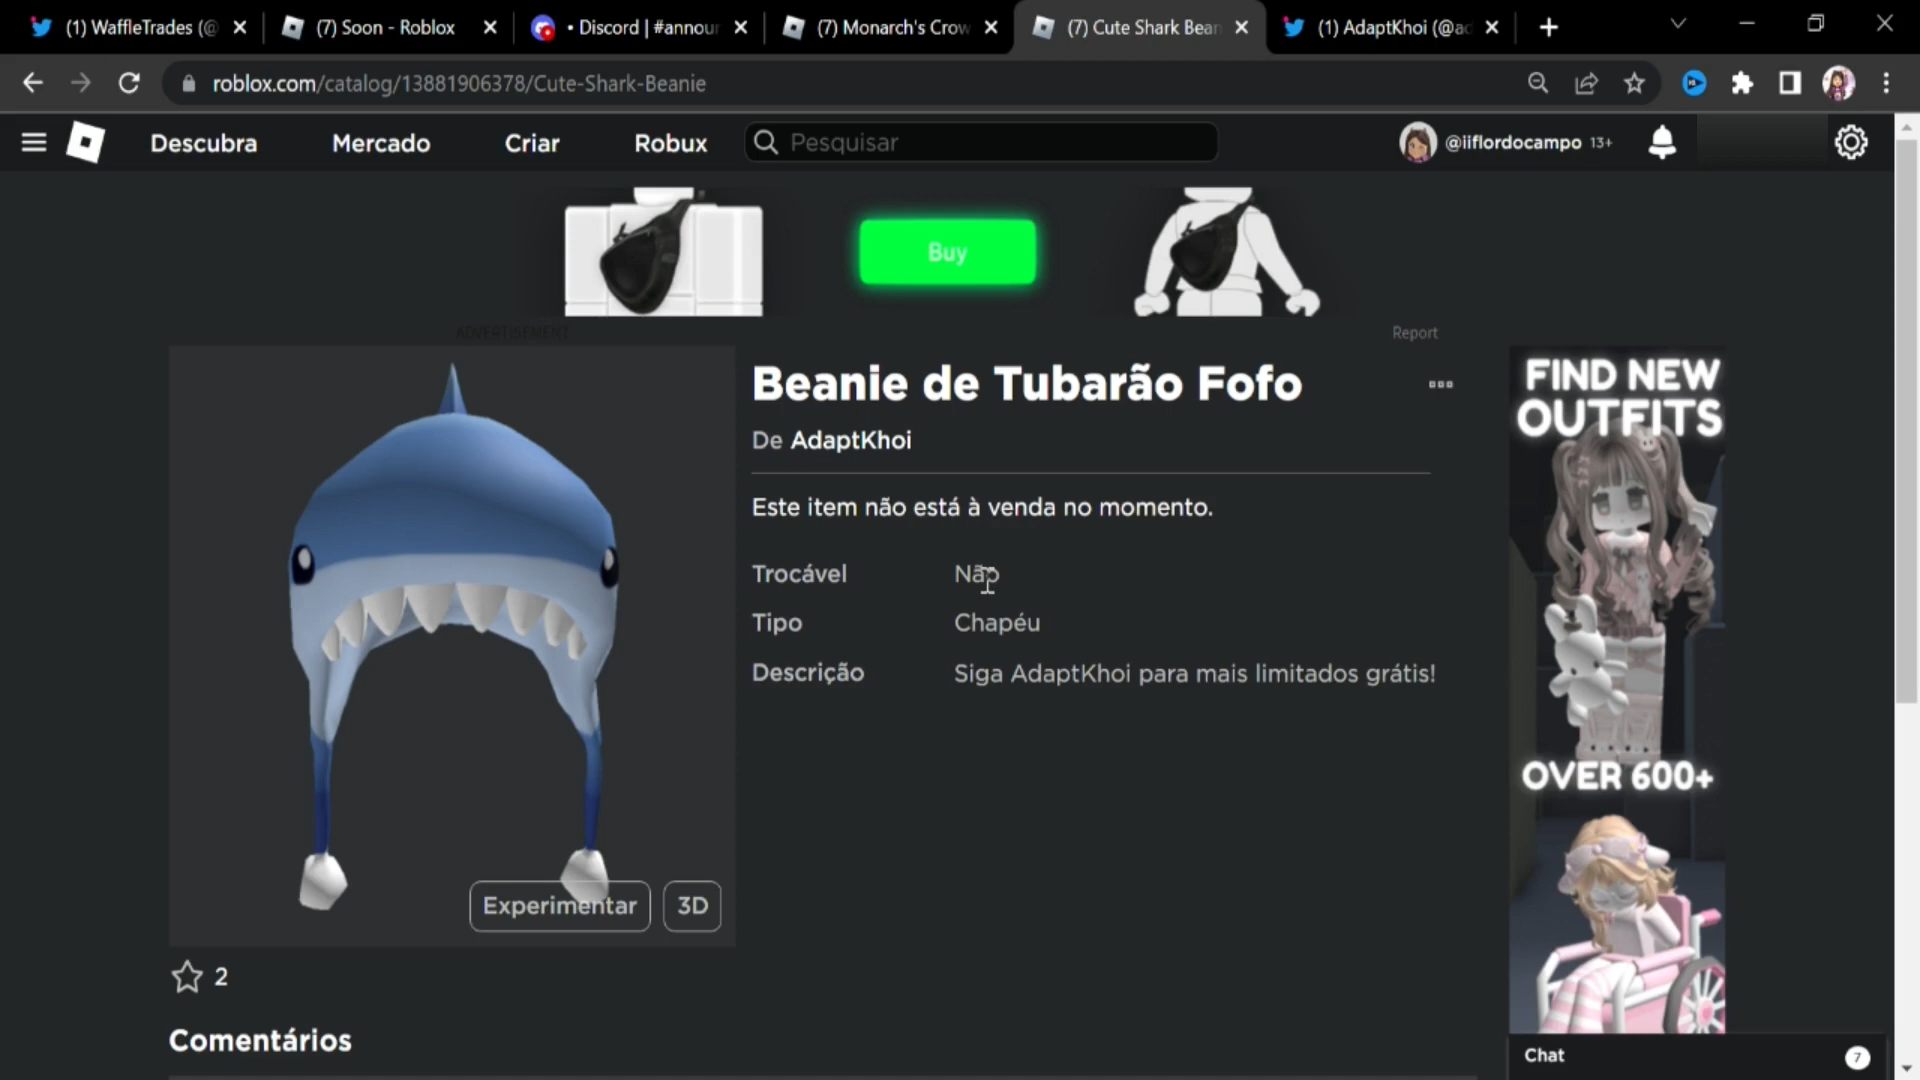 (1) WaffleTrades (@
(7) Soon - Roblox
• Discord | #announ
(7) Monarch's Crow
(7) Cute Shark Bean
(1) AdaptKhoi (@ad
roblox.com/catalog/13881906378/Cute-Shark-Beanie
Descubra
Mercado
Criar
Robux
Pesquisar
@iiflordocampo 13+
Buy
ADVERTISEMENT
Report
Beanie de Tubarão Fofo
De AdaptKhoi
Este item não está à venda no momento.
Trocável Não
Tipo Chapéu
Descrição Siga AdaptKhoi para mais limitados grátis!
Experimentar
3D
2
Comentários
FIND NEW
OUTFITS
OVER 600+
Chat 7